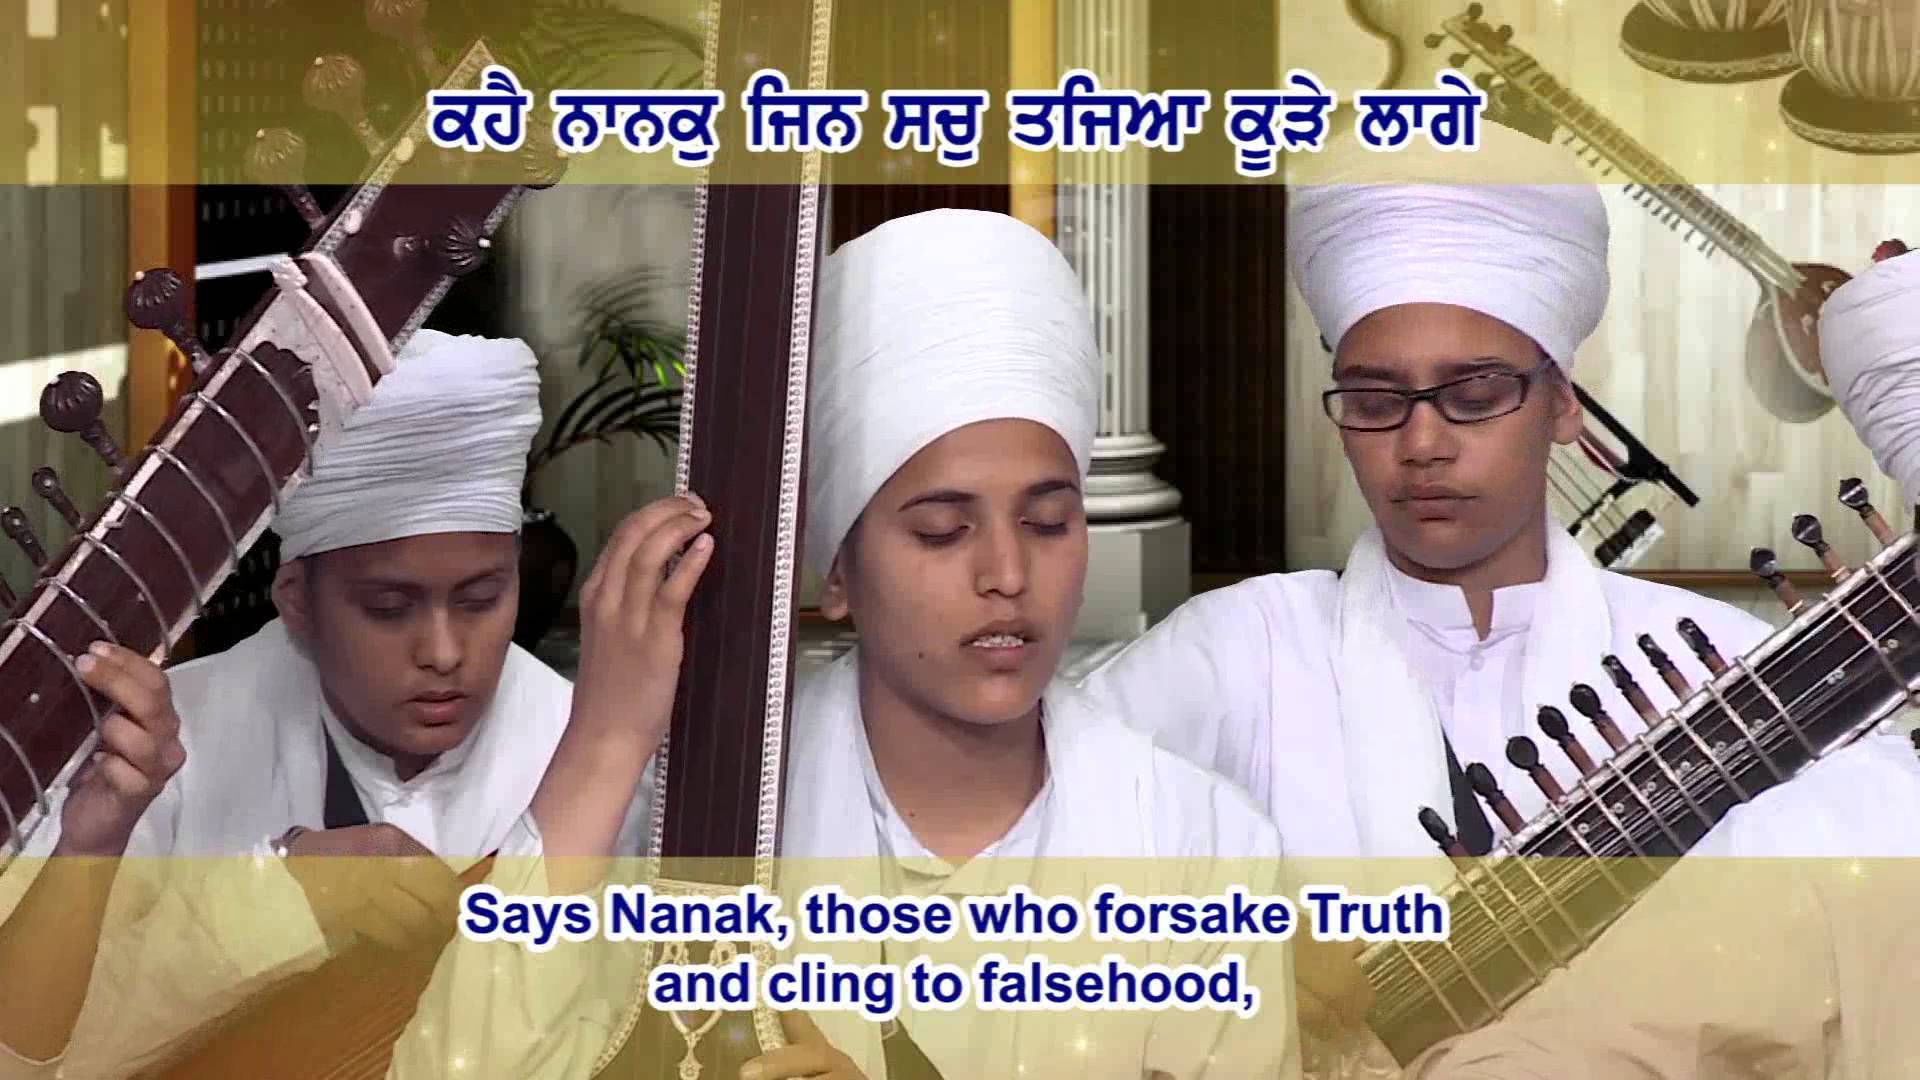 ਕਹੈ ਨਾਨਕੁ ਜਿਨ ਸਚੁ ਤਜਿਆ ਕੂੜੇ ਲਾਗੇ
Says Nanak, those who forsake Truth
and cling to falsehood,